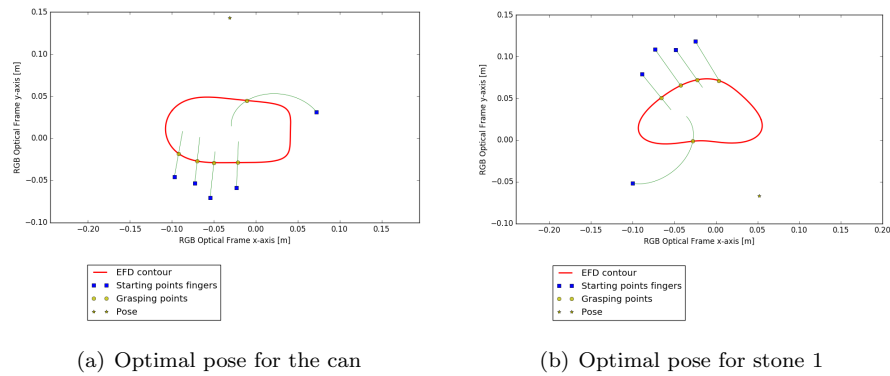 0.15
0.10
0.05
0.00
−0.05
−0.10
RGB Optical Frame y-axis [m]
−0.20 −0.15 −0.10 −0.05 0.00 0.05 0.10 0.15
RGB Optical Frame x-axis [m]
EFD contour
Starting points fingers
Grasping points
Pose
(a) Optimal pose for the can
0.15
0.10
0.05
0.00
−0.05
−0.10
RGB Optical Frame y-axis [m]
−0.20 −0.15 −0.10 −0.05 0.00 0.05 0.10 0.15 0.20
RGB Optical Frame x-axis [m]
EFD contour
Starting points fingers
Grasping points
Pose
(b) Optimal pose for stone 1